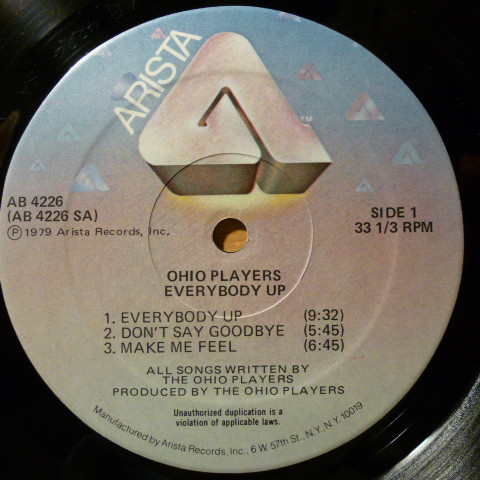 ARISTA
TM
AB 4226
(AB 4226 SA)
Ⓟ 1979 Arista Records, Inc.
SIDE 1
33 1/3 RPM
OHIO PLAYERS
EVERYBODY UP
1. EVERYBODY UP (9:32)
2. DON'T SAY GOODBYE (5:45)
3. MAKE ME FEEL (6:45)
ALL SONGS WRITTEN BY
THE OHIO PLAYERS
PRODUCED BY THE OHIO PLAYERS
Unauthorized duplication is a
violation of applicable laws.
Manufactured by Arista Records, Inc., 6 W. 57th St., N.Y., N.Y. 10019